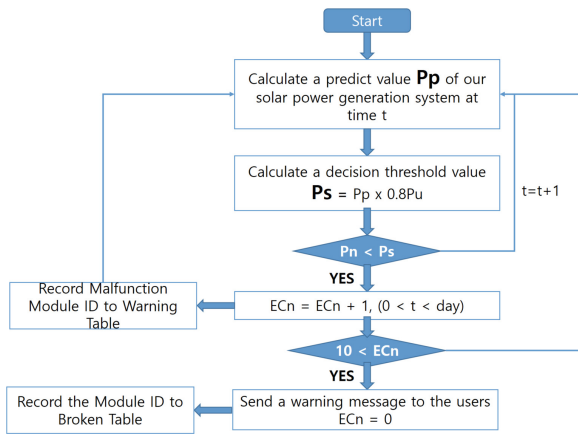 Start
Calculate a predict value Pp of our
solar power generation system at
time t
Calculate a decision threshold value
Ps = Pp x 0.8Pu
t=t+1
Pn < Ps
YES
Record Malfunction
Module ID to Warning
Table
ECn = ECn + 1, (0 < t < day)
10 < ECn
YES
Record the Module ID to
Broken Table
Send a warning message to the users
ECn = 0